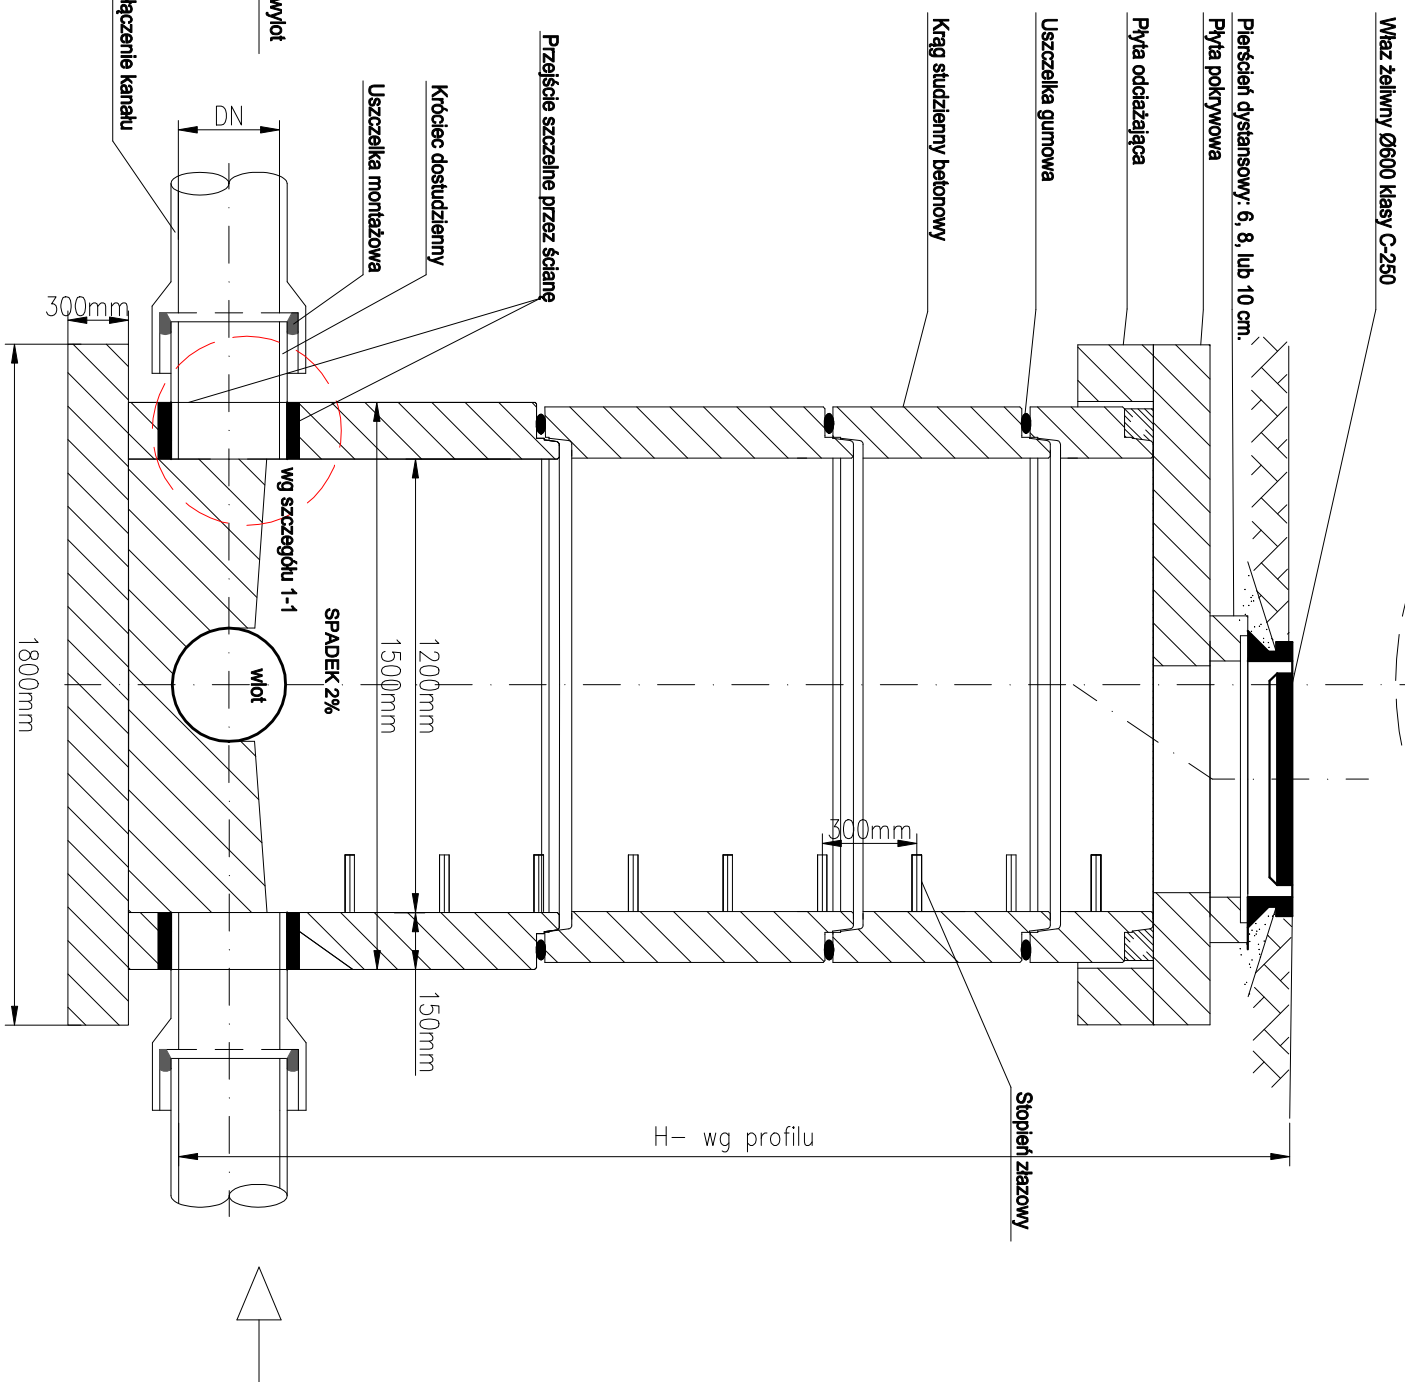 Właz żeliwny Ø600 klasy C-250
Pierścień dystansowy: 6, 8, lub 10 cm.
Płyta pokrywowa
Płyta odciażająca
Uszczelka gumowa
Krąg studzienny betonowy
Przejście szczelne przez ścianę
Króciec dostudzienny
Uszczelka montażowa
wylot
łączenie kanału
DN
300mm
wg szczegółu 1-1
SPADEK 2%
wlot
1200mm
1500mm
1800mm
300mm
150mm
Stopień złazowy
H- wg profilu